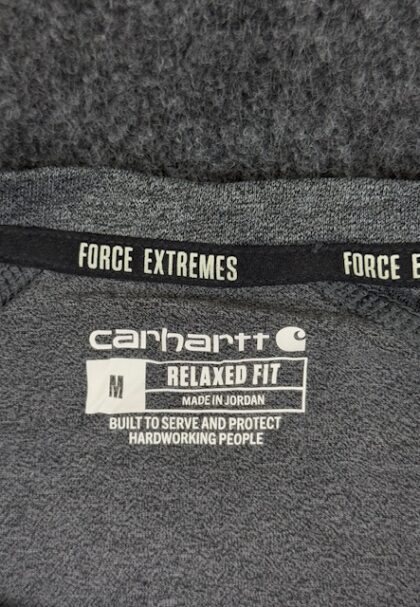 FORCE EXTREMES
FORCE E
carhartt
M
RELAXED FIT
MADE IN JORDAN
BUILT TO SERVE AND PROTECT
HARDWORKING PEOPLE